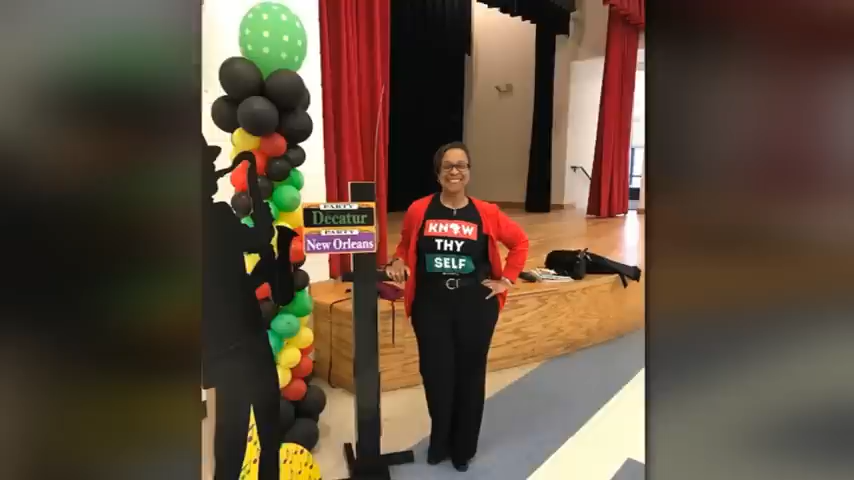 PARTY
Decatur
PARTY
New Orleans
KNOW
THY
SELF